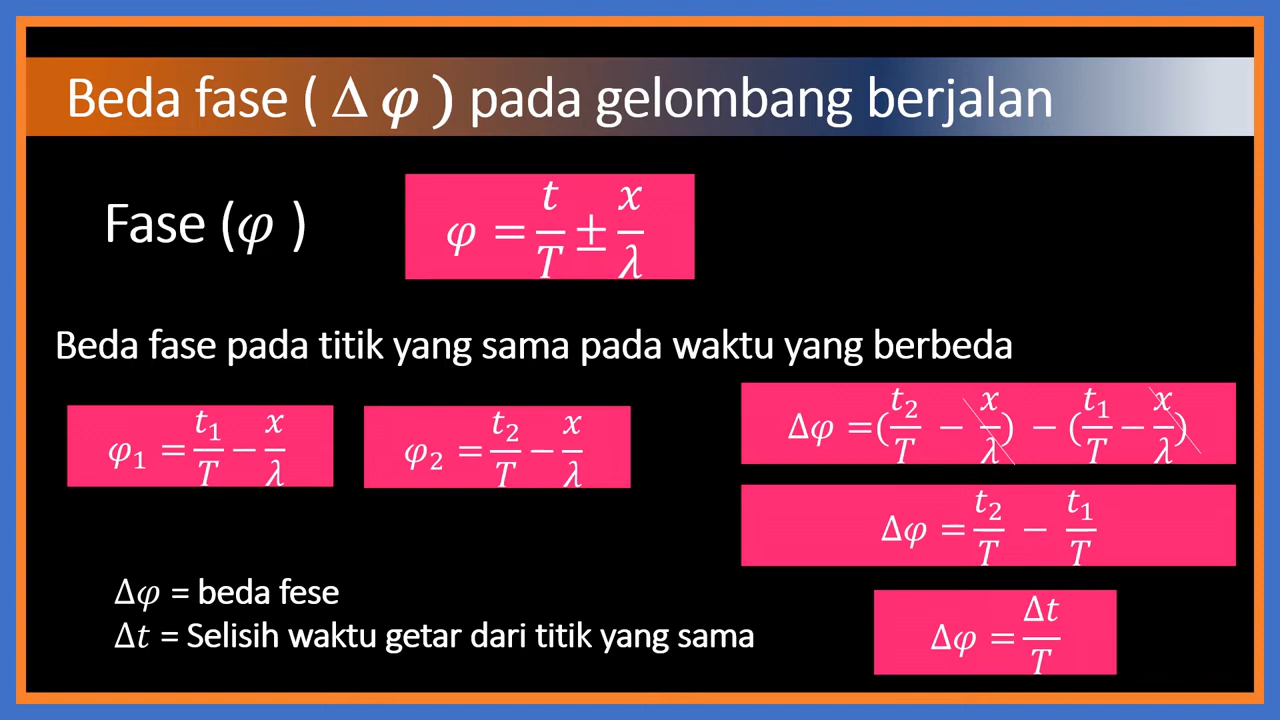 Beda fase ( Δ φ ) pada gelombang berjalan
Fase (φ )
φ = t/T ± x/λ
Beda fase pada titik yang sama pada waktu yang berbeda
φ₁ = t₁/T − x/λ
φ₂ = t₂/T − x/λ
Δφ =(t₂/T − x/λ) − (t₁/T − x/λ)
Δφ = t₂/T − t₁/T
Δφ = beda fese
Δt = Selisih waktu getar dari titik yang sama
Δφ = Δt/T